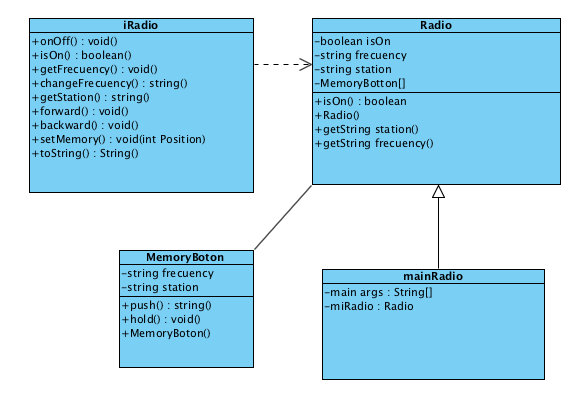 iRadio
+onOff() : void()
+isOn() : boolean()
+getFrecuency() : void()
+changeFrecuency() : string()
+getStation() : string()
+forward() : void()
+backward() : void()
+setMemory() : void(int Position)
+toString() : String()
Radio
-boolean isOn
-string frecuency
-string station
-MemoryBotton[]
+isOn() : boolean
+Radio()
+getString station()
+getString frecuency()
MemoryBoton
-string frecuency
-string station
+push() : string()
+hold() : void()
+MemoryBoton()
mainRadio
-main args : String[]
-miRadio : Radio